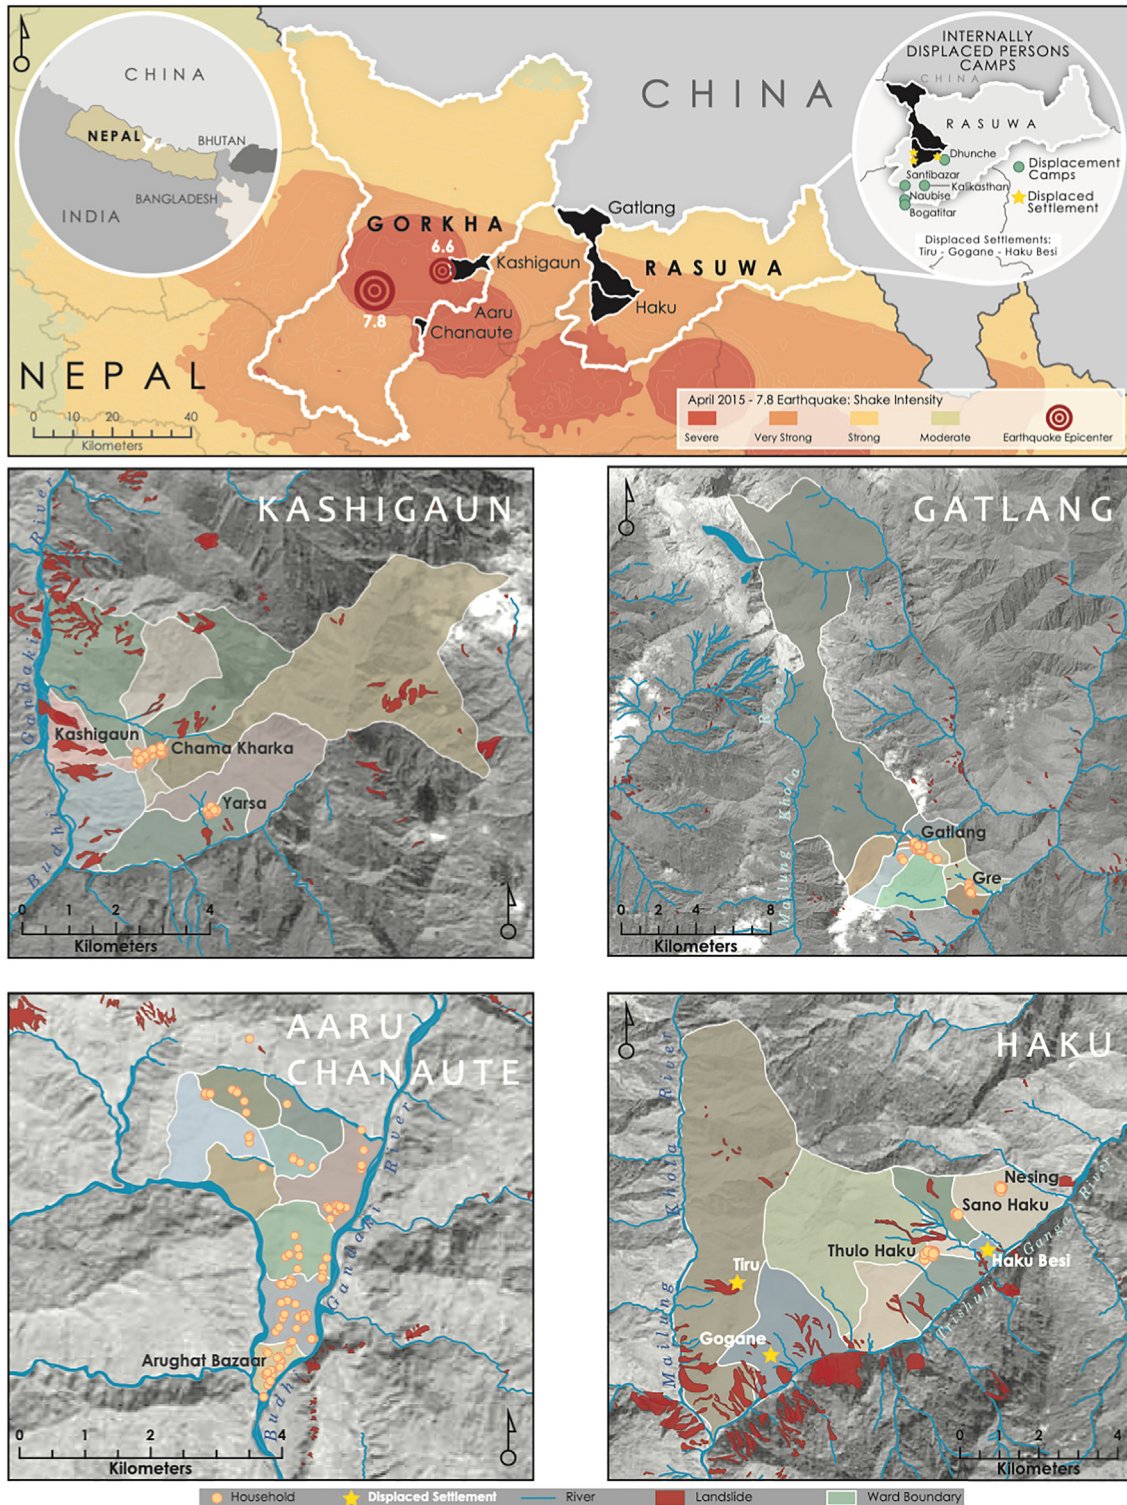 CHINA
NEPAL
BHUTAN
BANGLADESH
INDIA
CHINA
INTERNALLY
DISPLACED PERSONS
CAMPS
CHINA
RASUWA
Dhunche
Santibazar
Kalikasthan
Naubise
Bogatitar
Displacement
Camps
Displaced
Settlement
Displaced Settlements:
Tiru - Gogane - Haku Besi
GORKHA
6.6
7.8
Kashigaun
Aaru
Chanaute
Gatlang
RASUWA
Haku
NEPAL
0 10 20 40
Kilometers
April 2015 - 7.8 Earthquake: Shake Intensity
Severe Very Strong Strong Moderate Earthquake Epicenter
KASHIGAUN
Budhi Gandaki River
Kashigaun
Chama Kharka
Yarsa
0 1 2 4
Kilometers
GATLANG
Mailung Khola River
Gatlang
Gre
0 2 4 8
Kilometers
AARU
CHANAUTE
Budhi Gandaki River
Arughat Bazaar
0 1 2 4
Kilometers
HAKU
Mailung Khola River
Nesing
Sano Haku
Thulo Haku
Haku Besi
Tiru
Gogane
Trishuli Ganga River
0 1 2 4
Kilometers
Household Displaced Settlement River Landslide Ward Boundary